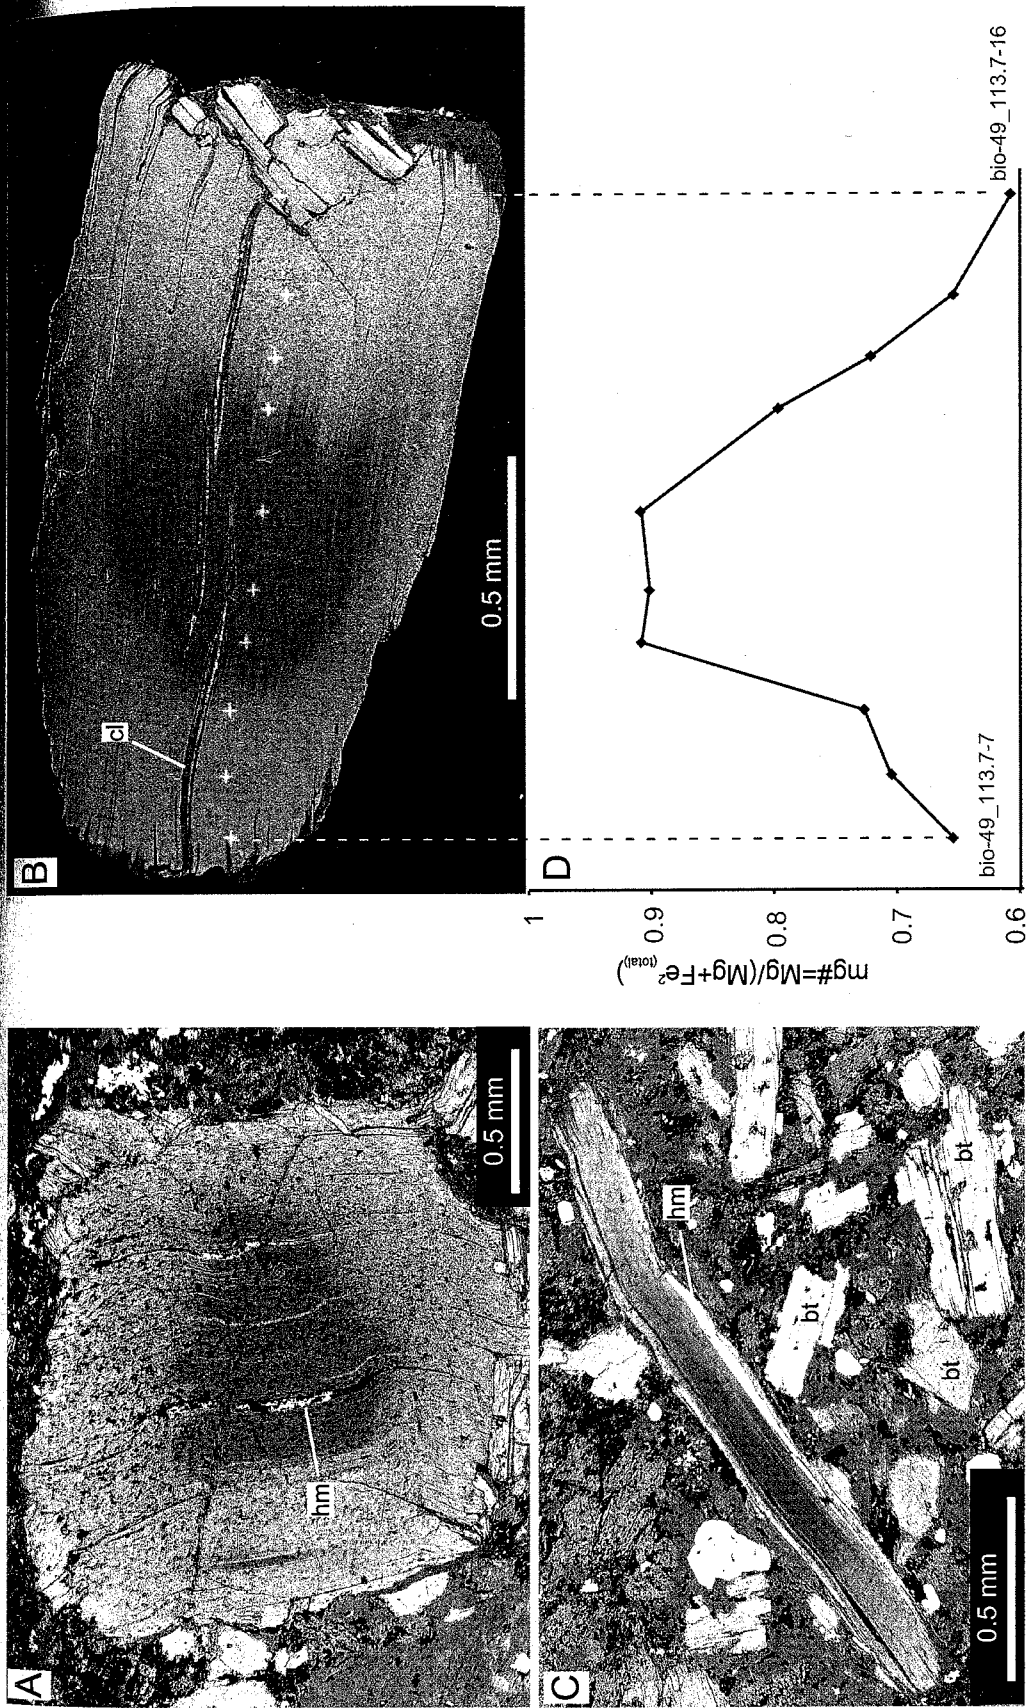 A
hm
0.5 mm
B
cl
0.5 mm
C
hm
bt
bt
bt
0.5 mm
D
mg#=Mg/(Mg+Fe²(total))
1
0.9
0.8
0.7
0.6
bio-49_113.7-7
bio-49_113.7-16